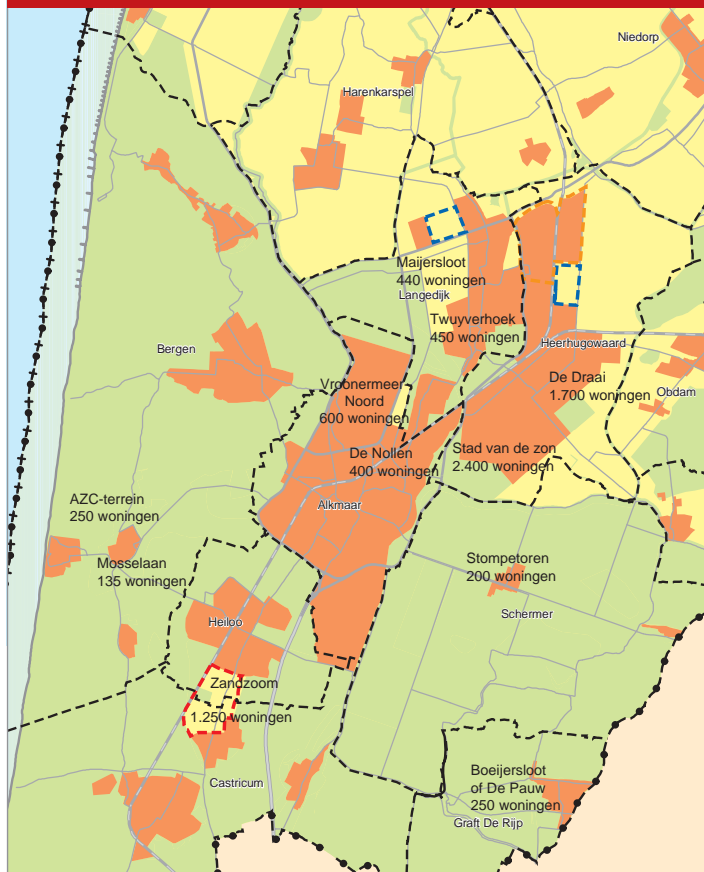 Niedorp
Harenkarspel
Maijersloot
440 woningen
Langedijk
Twuyverhoek
450 woningen
Heerhugowaard
Bergen
De Draai
1.700 woningen
Obdam
Vroonermeer
Noord
600 woningen
De Nollen
400 woningen
Stad van de zon
2.400 woningen
Alkmaar
AZC-terrein
250 woningen
Mosselaan
135 woningen
Stompetoren
200 woningen
Schermer
Heiloo
Zandzoom
1.250 woningen
Castricum
Boeijersloot
of De Pauw
250 woningen
Graft De Rijp